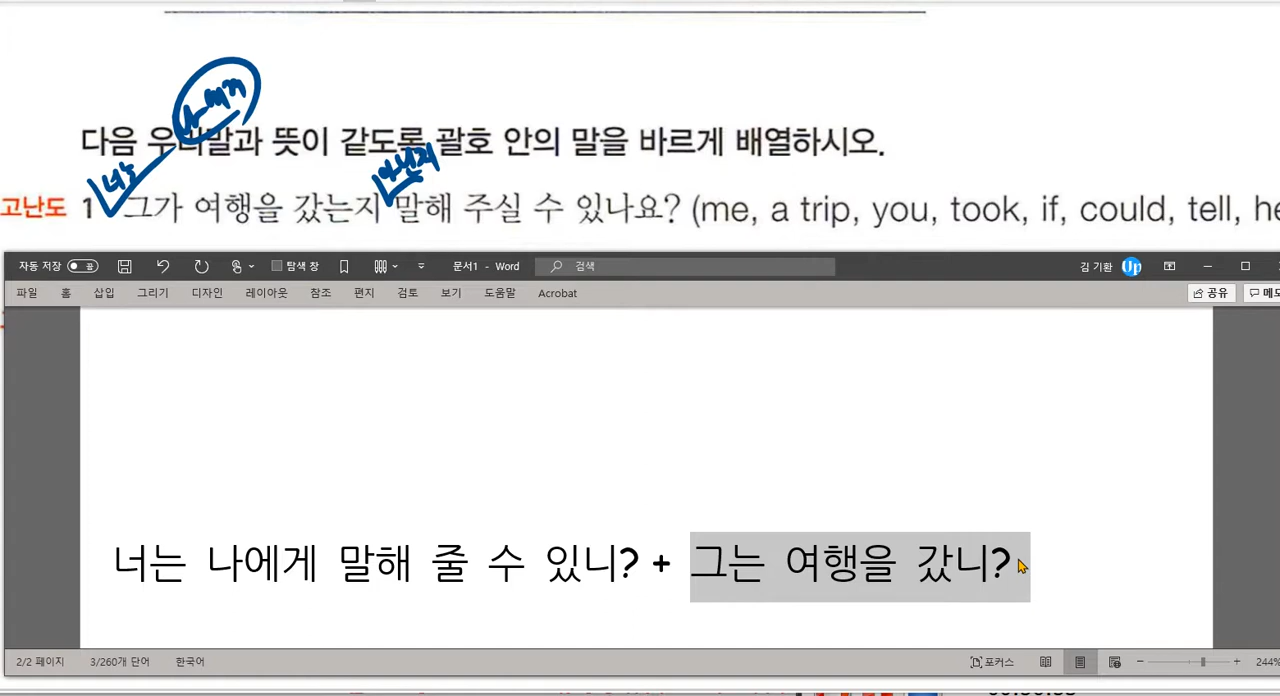 다음 우리말과 뜻이 같도록 괄호 안의 말을 바르게 배열하시오.
너는
고난도 1 그가 여행을 갔는지 말해 주실 수 있나요? (me, a trip, you, took, if, could, tell, he
자동 저장 검색 탐색 창 문서1 - Word 김 기환 Up
파일 홈 삽입 그리기 디자인 레이아웃 참조 편지 검토 보기 도움말 Acrobat 공유 메모
너는 나에게 말해 줄 수 있니? + 그는 여행을 갔니?
2/2 페이지 3/260개 단어 한국어 포커스 244%